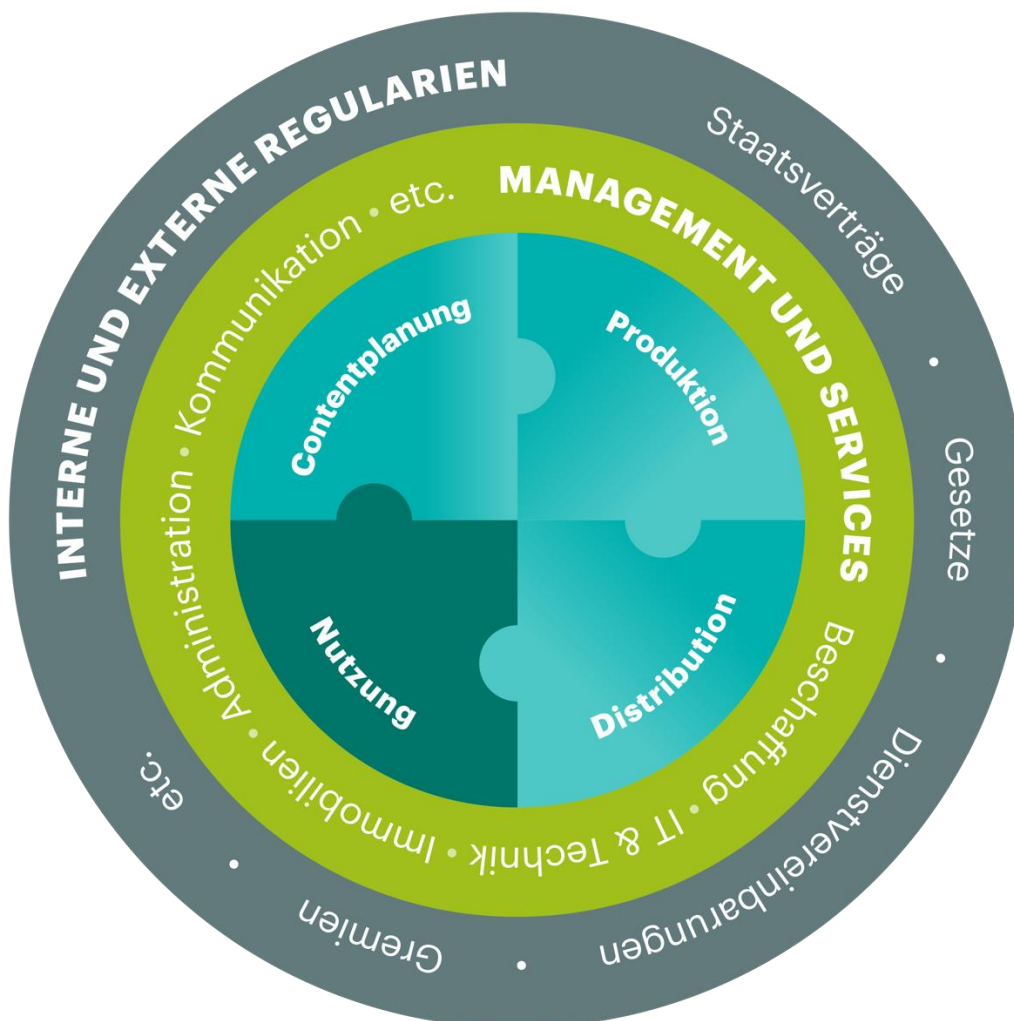 INTERNE UND EXTERNE REGULARIEN
Staatsverträge
•
Gesetze
•
Dienstvereinbarungen
•
Gremien
•
etc.
MANAGEMENT UND SERVICES
Beschaffung • IT & Technik • Immobilien • Administration • Kommunikation • etc.
Contentplanung
Produktion
Distribution
Nutzung